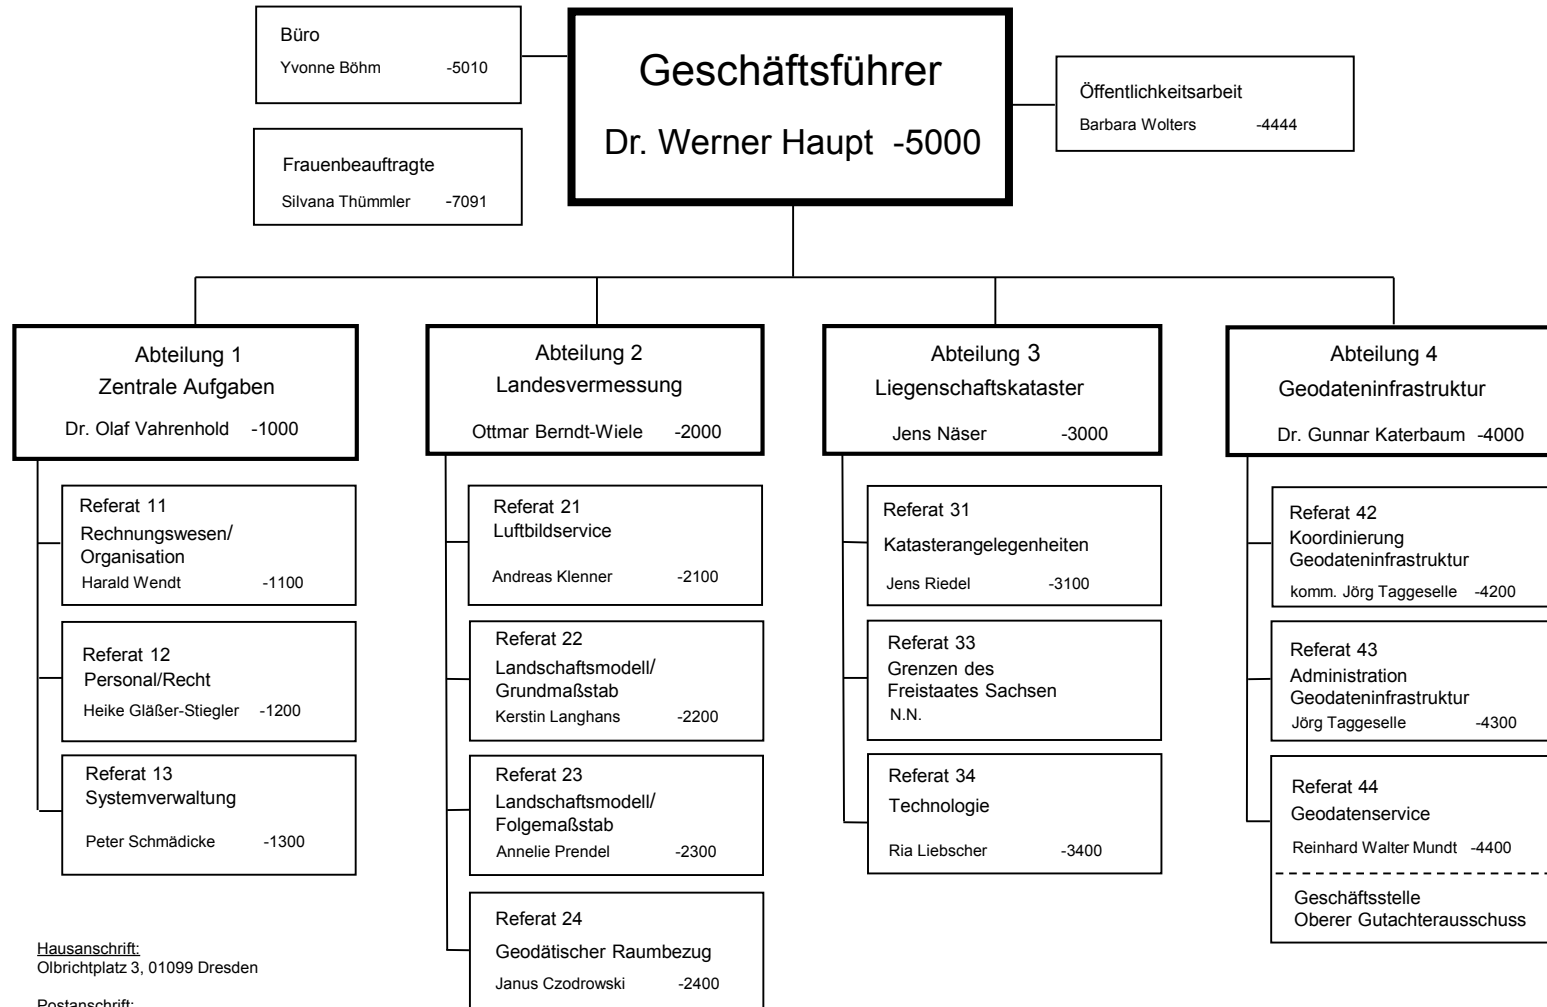 Büro
Yvonne Böhm -5010
Frauenbeauftragte
Silvana Thümmler -7091
Geschäftsführer
Dr. Werner Haupt -5000
Öffentlichkeitsarbeit
Barbara Wolters -4444
Abteilung 1
Zentrale Aufgaben
Dr. Olaf Vahrenhold -1000
Referat 11
Rechnungswesen/
Organisation
Harald Wendt -1100
Referat 12
Personal/Recht
Heike Gläßer-Stiegler -1200
Referat 13
Systemverwaltung
Peter Schmädicke -1300
Abteilung 2
Landesvermessung
Ottmar Berndt-Wiele -2000
Referat 21
Luftbildservice
Andreas Klenner -2100
Referat 22
Landschaftsmodell/
Grundmaßstab
Kerstin Langhans -2200
Referat 23
Landschaftsmodell/
Folgemaßstab
Annelie Prendel -2300
Referat 24
Geodätischer Raumbezug
Janus Czodrowski -2400
Abteilung 3
Liegenschaftskataster
Jens Näser -3000
Referat 31
Katasterangelegenheiten
Jens Riedel -3100
Referat 33
Grenzen des
Freistaates Sachsen
N.N.
Referat 34
Technologie
Ria Liebscher -3400
Abteilung 4
Geodateninfrastruktur
Dr. Gunnar Katerbaum -4000
Referat 42
Koordinierung
Geodateninfrastruktur
komm. Jörg Taggeselle -4200
Referat 43
Administration
Geodateninfrastruktur
Jörg Taggeselle -4300
Referat 44
Geodatenservice
Reinhard Walter Mundt -4400
Geschäftsstelle
Oberer Gutachterausschuss
Hausanschrift:
Olbrichtplatz 3, 01099 Dresden
Postanschrift: